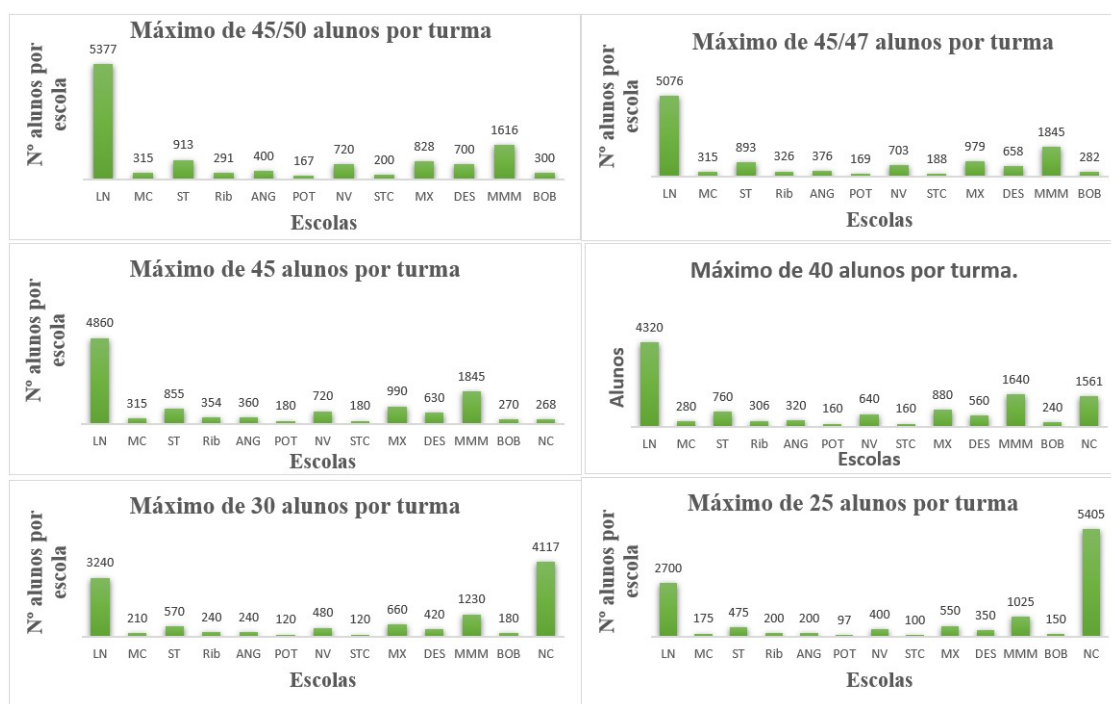 Máximo de 45/50 alunos por turma
Nº alunos por
escola
5377 315 913 291 400 167 720 200 828 700 1616 300
LN MC ST Rib ANG POT NV STC MX DES MMM BOB
Escolas
Máximo de 45/47 alunos por turma
Nº alunos por
escola
5076 315 893 326 376 169 703 188 979 658 1845 282
LN MC ST Rib ANG POT NV STC MX DES MMM BOB
Escolas
Máximo de 45 alunos por turma
Nº alunos por
escola
4860 315 855 354 360 180 720 180 990 630 1845 270 268
LN MC ST Rib ANG POT NV STC MX DES MMM BOB NC
Escolas
Máximo de 40 alunos por turma.
Alunos
4320 280 760 306 320 160 640 160 880 560 1640 240 1561
LN MC ST Rib ANG POT NV STC MX DES MMM BOB NC
Escolas
Máximo de 30 alunos por turma
Nº alunos por
escola
3240 210 570 240 240 120 480 120 660 420 1230 180 4117
LN MC ST Rib ANG POT NV STC MX DES MMM BOB NC
Escolas
Máximo de 25 alunos por turma
Nº alunos por
escola
2700 175 475 200 200 97 400 100 550 350 1025 150 5405
LN MC ST Rib ANG POT NV STC MX DES MMM BOB NC
Escolas